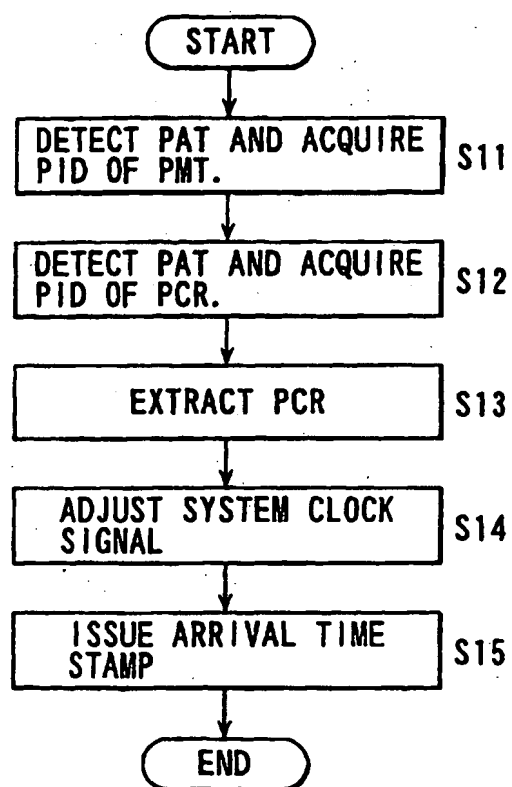 START
DETECT PAT AND ACQUIRE
PID OF PMT.
S11
DETECT PAT AND ACQUIRE
PID OF PCR.
S12
EXTRACT PCR
S13
ADJUST SYSTEM CLOCK
SIGNAL
S14
ISSUE ARRIVAL TIME
STAMP
S15
END